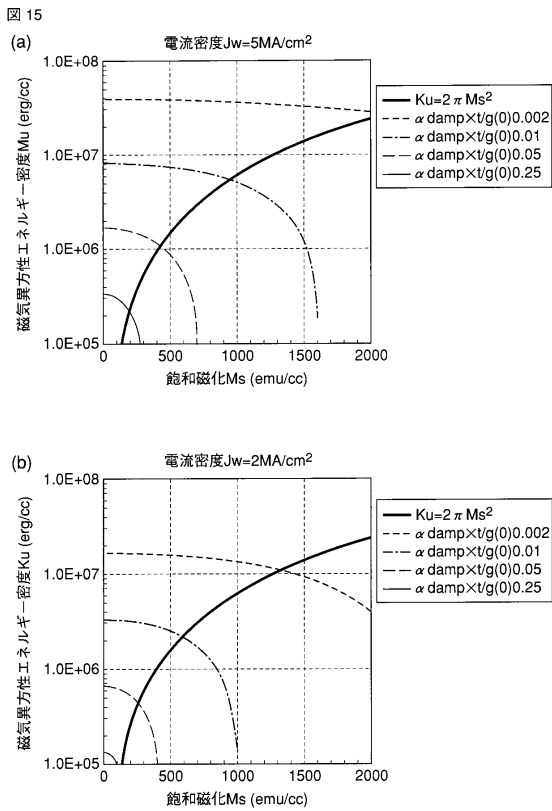 図 15
(a)
電流密度Jw=5MA/cm²
磁気異方性エネルギー密度Mu (erg/cc)
1.0E+08
1.0E+07
1.0E+06
1.0E+05
0 500 1000 1500 2000
飽和磁化Ms (emu/cc)
Ku=2πMs²
α damp×t/g(0)0.002
α damp×t/g(0)0.01
α damp×t/g(0)0.05
α damp×t/g(0)0.25
(b)
電流密度Jw=2MA/cm²
磁気異方性エネルギー密度Ku (erg/cc)
1.0E+08
1.0E+07
1.0E+06
1.0E+05
0 500 1000 1500 2000
飽和磁化Ms (emu/cc)
Ku=2πMs²
α damp×t/g(0)0.002
α damp×t/g(0)0.01
α damp×t/g(0)0.05
α damp×t/g(0)0.25